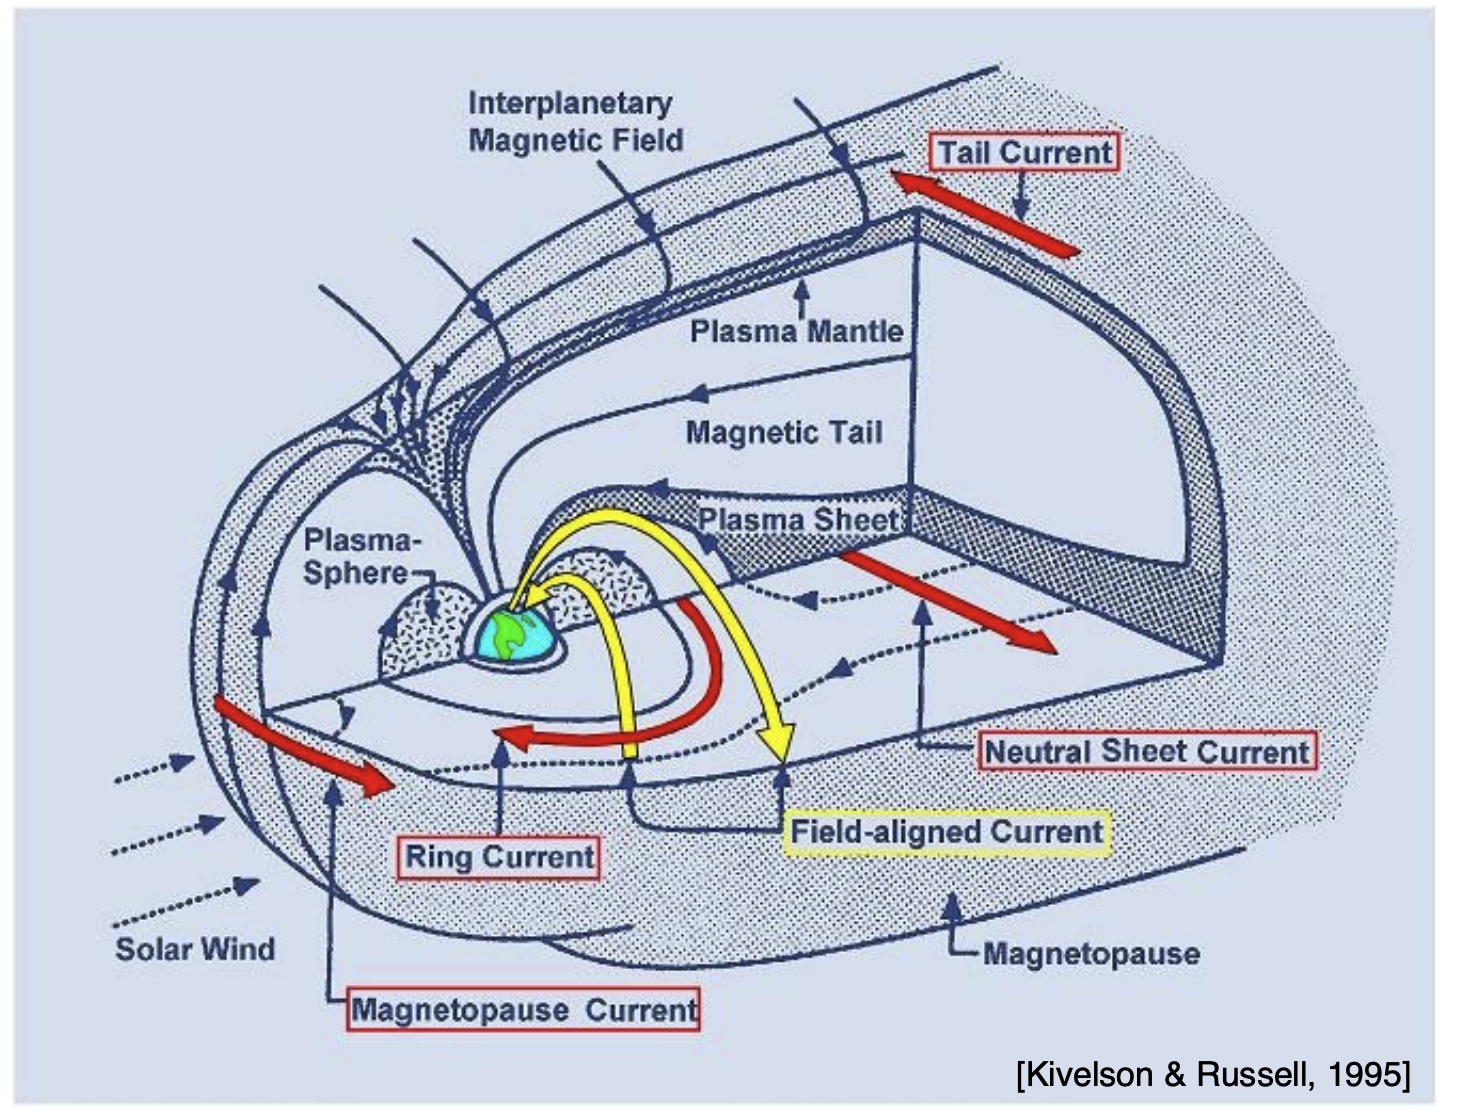 Interplanetary
Magnetic Field
Tail Current
Plasma Mantle
Magnetic Tail
Plasma Sheet
Plasma-
Sphere
Neutral Sheet Current
Field-aligned Current
Ring Current
Solar Wind
Magnetopause
Magnetopause Current
[Kivelson & Russell, 1995]